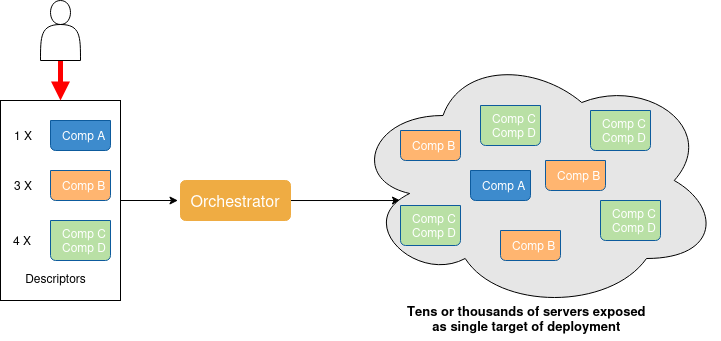 1 X
Comp A
3 X
Comp B
4 X
Comp C
Comp D
Descriptors
Orchestrator
Comp C
Comp D
Comp C
Comp D
Comp B
Comp B
Comp A
Comp C
Comp D
Comp C
Comp D
Comp B
Tens or thousands of servers exposed
as single target of deployment